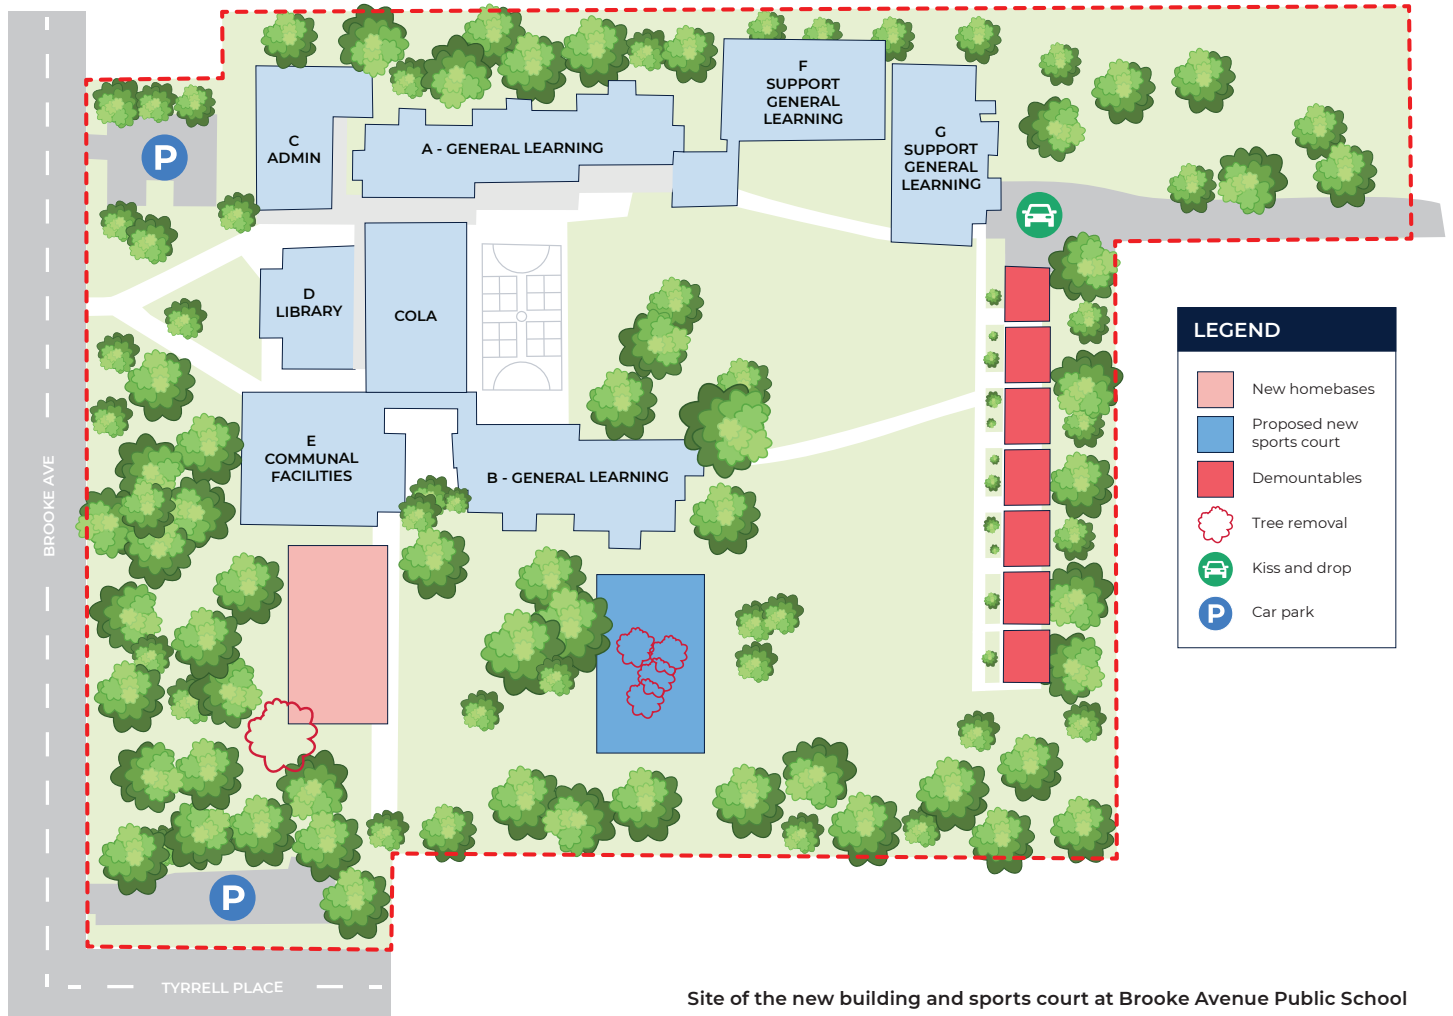 F
SUPPORT
GENERAL
LEARNING
C
ADMIN
A - GENERAL LEARNING
G
SUPPORT
GENERAL
LEARNING
P
D
LIBRARY
COLA
E
COMMUNAL
FACILITIES
B - GENERAL LEARNING
BROOKE AVE
LEGEND
New homebases
Proposed new
sports court
Demountables
Tree removal
Kiss and drop
P
Car park
P
TYRRELL PLACE
Site of the new building and sports court at Brooke Avenue Public School